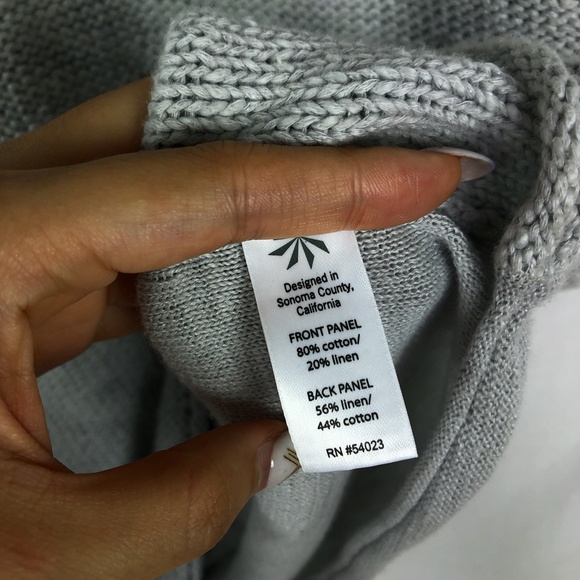 Designed in
Sonoma County,
California
FRONT PANEL
80% cotton/
20% linen
BACK PANEL
56% linen/
44% cotton
RN #54023